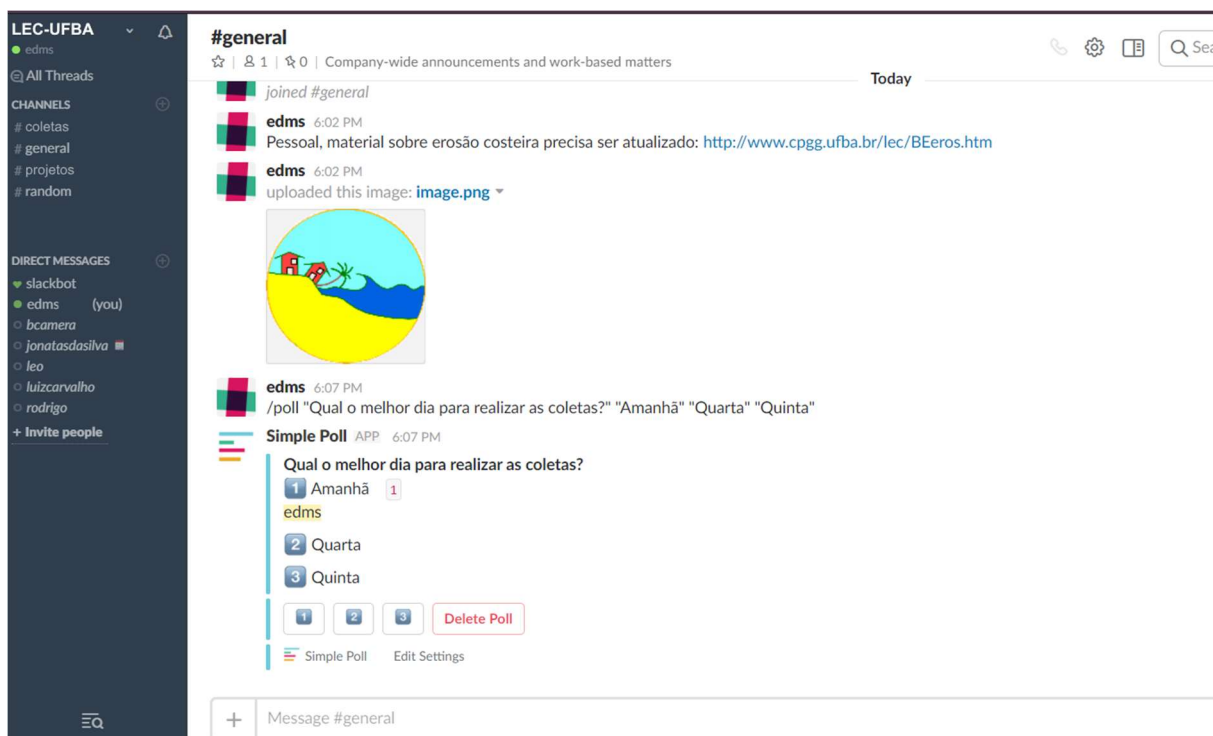 LEC-UFBA
edms
All Threads
CHANNELS
# coletas
# general
# projetos
# random
DIRECT MESSAGES
slackbot
edms (you)
bcamera
jonatasdasilva
leo
luizcarvalho
rodrigo
+ Invite people
#general
1 | 0 | Company-wide announcements and work-based matters
Sea
Today
joined #general
edms 6:02 PM
Pessoal, material sobre erosão costeira precisa ser atualizado: http://www.cpgg.ufba.br/lec/BEeros.htm
edms 6:02 PM
uploaded this image: image.png
edms 6:07 PM
/poll "Qual o melhor dia para realizar as coletas?" "Amanhã" "Quarta" "Quinta"
Simple Poll APP 6:07 PM
Qual o melhor dia para realizar as coletas?
1 Amanhã 1
edms
2 Quarta
3 Quinta
1 2 3 Delete Poll
Simple Poll Edit Settings
+ Message #general